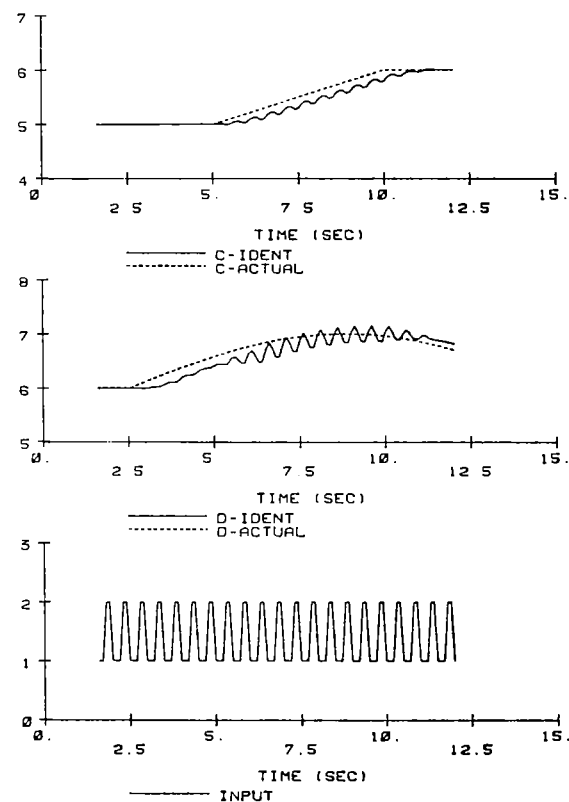 7
6
5
4
0. 5. 10. 15.
2 5 7 5 12.5
TIME (SEC)
C-IDENT
C-ACTUAL
8
7
6
5
0. 5. 10. 15.
2 5 7.5 12 5
TIME (SEC)
D-IDENT
D-ACTUAL
3
2
1
0
0. 5. 10. 15.
2.5 7.5 12.5
TIME (SEC)
INPUT